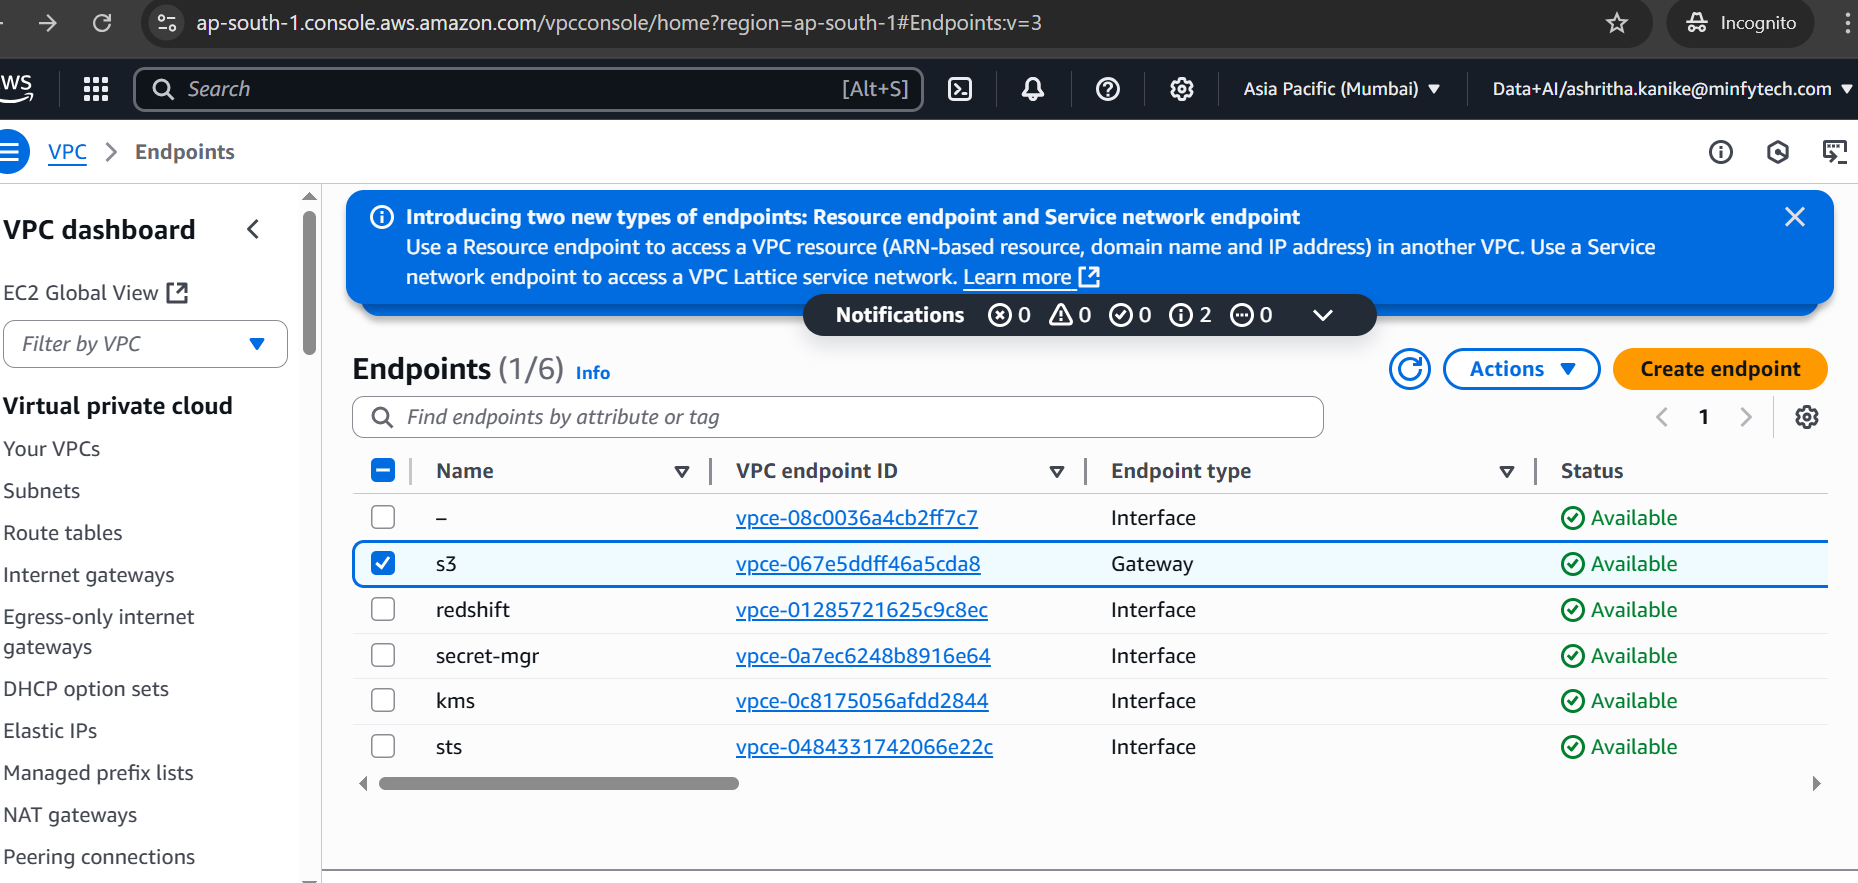 ap-south-1.console.aws.amazon.com/vpcconsole/home?region=ap-south-1#Endpoints:v=3
Incognito
Search
[Alt+S]
Asia Pacific (Mumbai)
Data+AI/ashritha.kanike@minfytech.com
VPC
Endpoints
VPC dashboard
EC2 Global View
Filter by VPC
Virtual private cloud
Your VPCs
Subnets
Route tables
Internet gateways
Egress-only internet
gateways
DHCP option sets
Elastic IPs
Managed prefix lists
NAT gateways
Peering connections
Introducing two new types of endpoints: Resource endpoint and Service network endpoint
Use a Resource endpoint to access a VPC resource (ARN-based resource, domain name and IP address) in another VPC. Use a Service
network endpoint to access a VPC Lattice service network. Learn more
Notifications 0 0 0 2 0
Endpoints (1/6) Info
Actions
Create endpoint
Find endpoints by attribute or tag
1
Name VPC endpoint ID Endpoint type Status
– vpce-08c0036a4cb2ff7c7 Interface Available
s3 vpce-067e5ddff46a5cda8 Gateway Available
redshift vpce-01285721625c9c8ec Interface Available
secret-mgr vpce-0a7ec6248b8916e64 Interface Available
kms vpce-0c8175056afdd2844 Interface Available
sts vpce-0484331742066e22c Interface Available